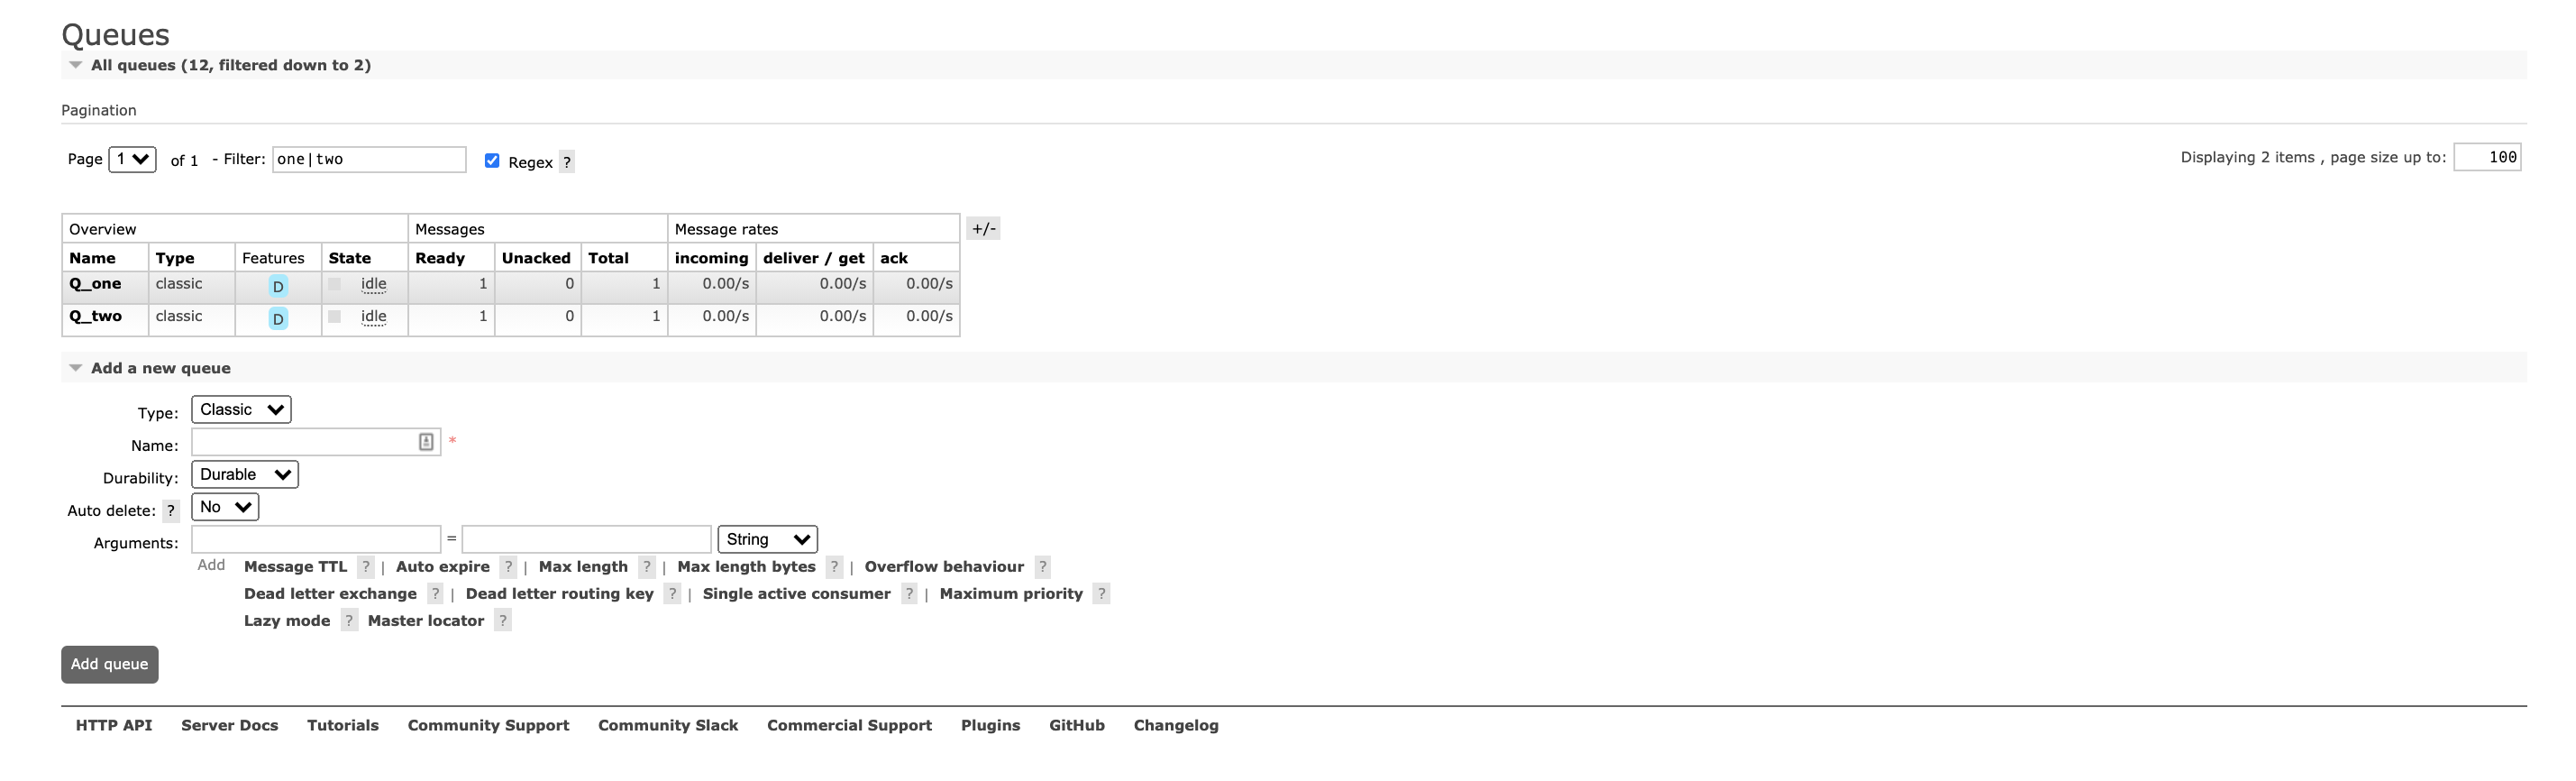 Queues
All queues (12, filtered down to 2)
Pagination
Page 1 of 1 - Filter: one|two Regex ? Displaying 2 items , page size up to: 100
Overview Messages Message rates +/-
Name Type Features State Ready Unacked Total incoming deliver / get ack
Q_one classic D idle 1 0 1 0.00/s 0.00/s 0.00/s
Q_two classic D idle 1 0 1 0.00/s 0.00/s 0.00/s
Add a new queue
Type: Classic
Name: *
Durability: Durable
Auto delete: ? No
Arguments: = String
Add Message TTL ? | Auto expire ? | Max length ? | Max length bytes ? | Overflow behaviour ?
Dead letter exchange ? | Dead letter routing key ? | Single active consumer ? | Maximum priority ?
Lazy mode ? Master locator ?
Add queue
HTTP API Server Docs Tutorials Community Support Community Slack Commercial Support Plugins GitHub Changelog